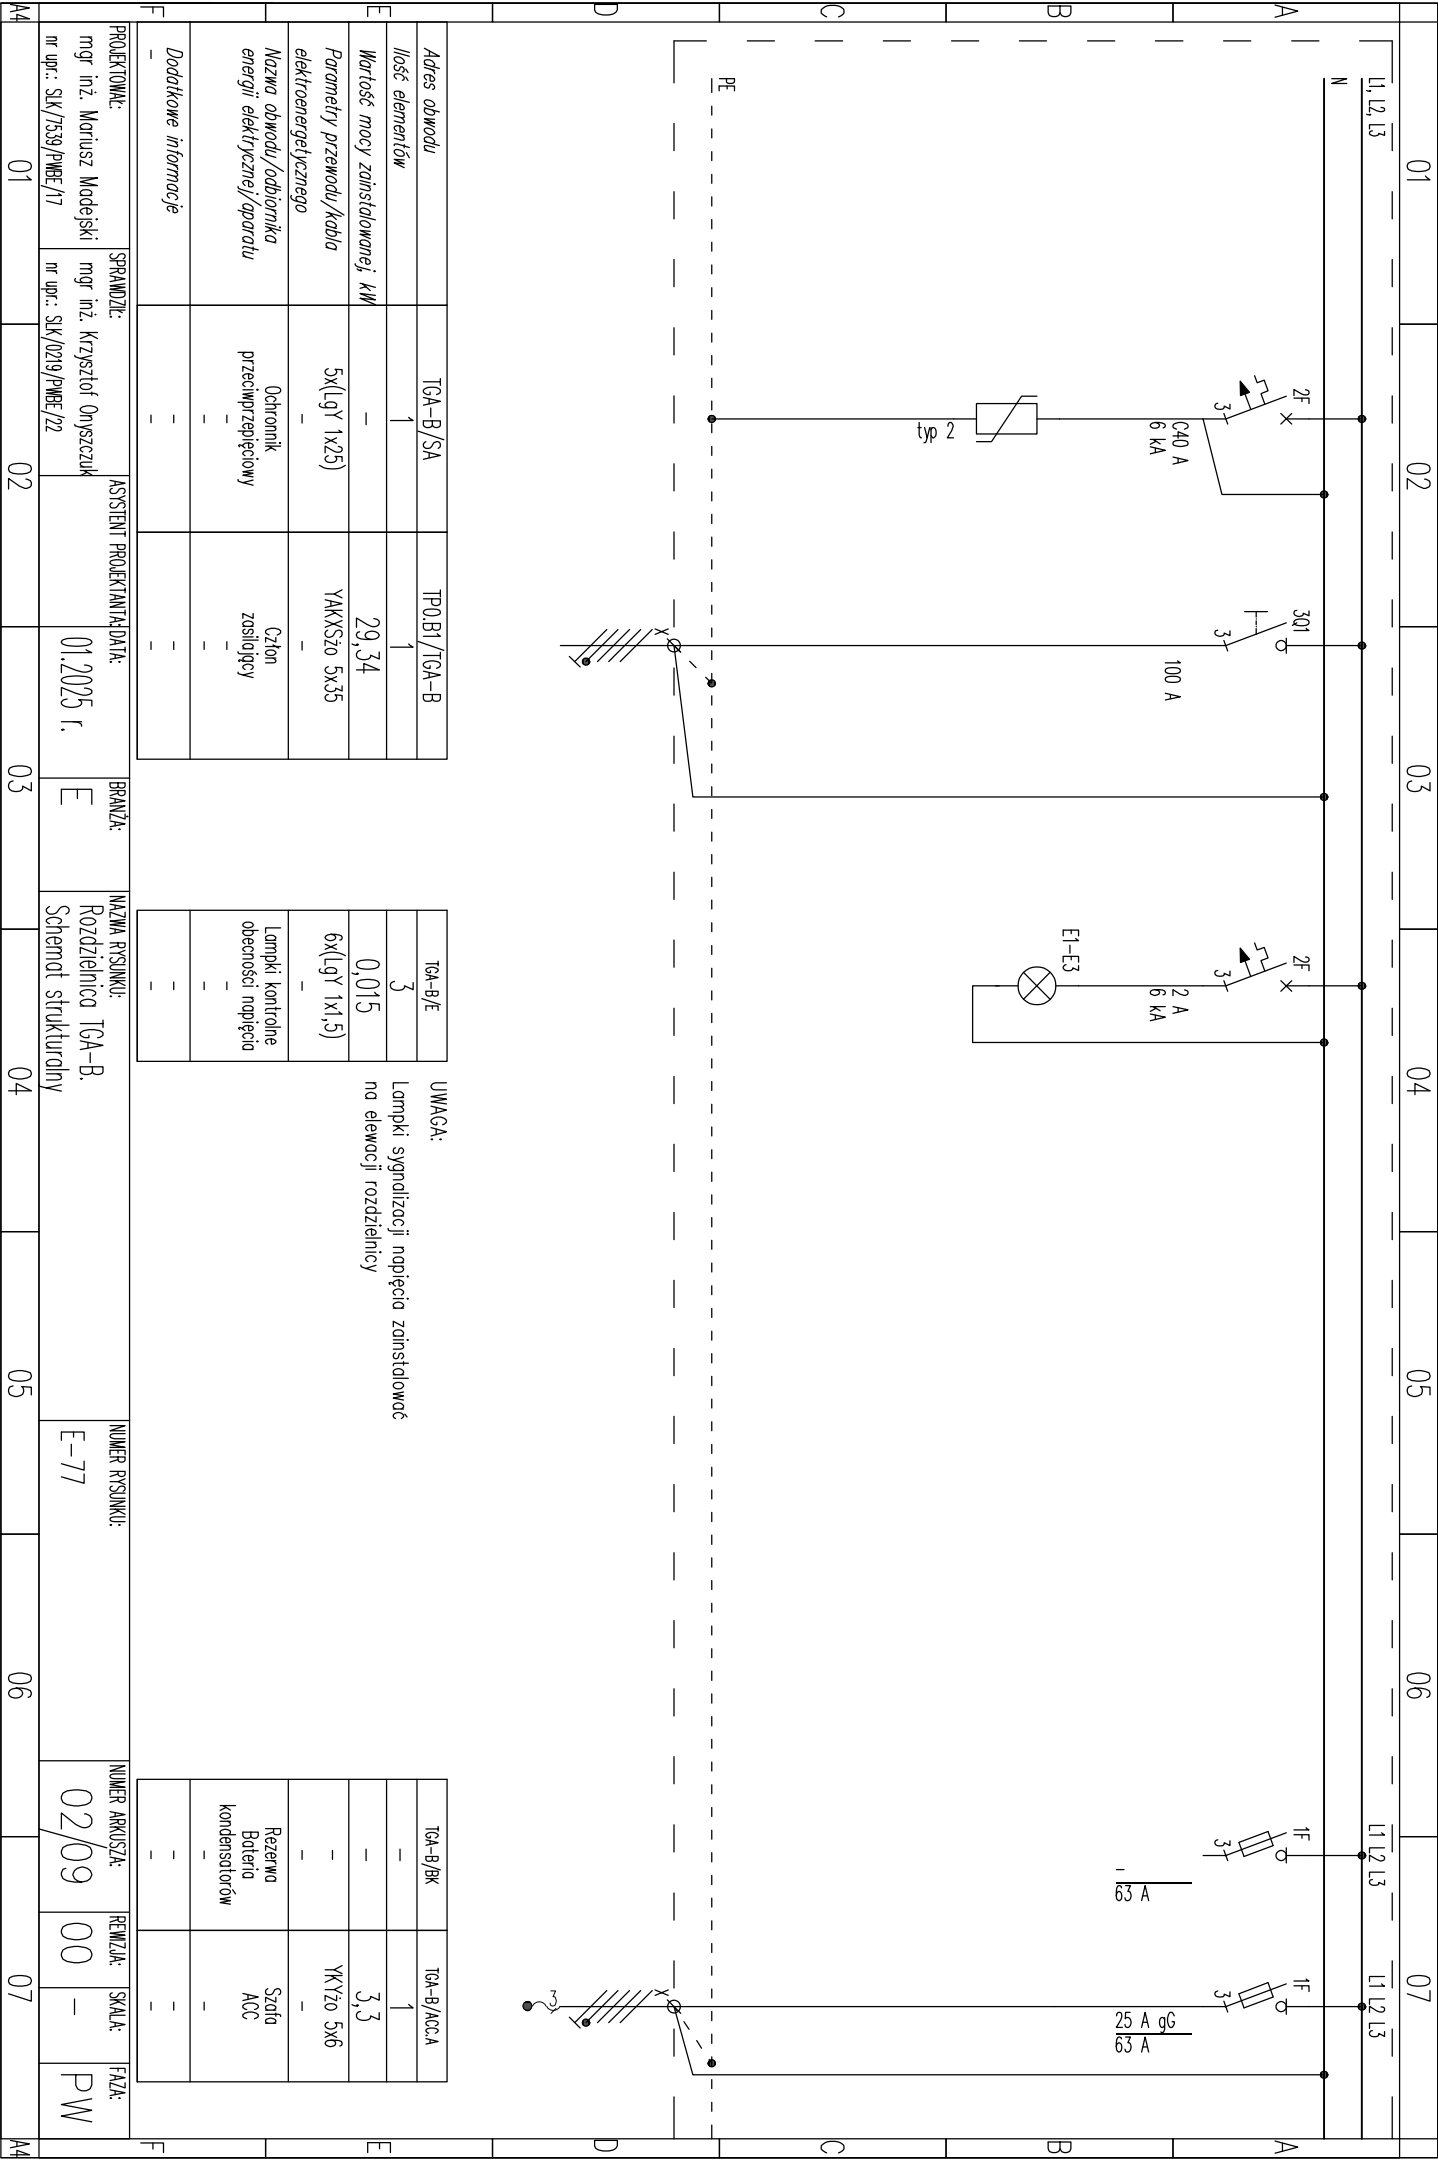 01
02
03
04
05
06
07
A
B
C
D
E
F
A
B
C
D
E
F
L1, L2, L3
N
PE
2F
3
C40 A
6 kA
typ 2
3Q1
3
100 A
X
2F
3
2 A
6 kA
E1-E3
L1 L2 L3
1F
3
-
63 A
L1 L2 L3
1F
3
25 A gG
63 A
X
3
Adres obwodu
Ilość elementów
Wartość mocy zainstalowanej, kW
Parametry przewodu/kabla
elektroenergetycznego
Nazwa obwodu/odbiornika
energii elektrycznej/aparatu
Dodatkowe informacje
-
TGA-B/SA
1
-
5x(LgY 1x25)
-
Ochronnik
przeciwprzepięciowy
-
-
-
-
TP0.B1/TGA-B
1
29,34
YAKXSżo 5x35
-
Człon
zasilający
-
-
-
-
TGA-B/E
3
0,015
6x(LgY 1x1,5)
-
Lampki kontrolne
obecności napięcia
-
-
-
-
UWAGA:
Lampki sygnalizacji napięcia zainstalować
na elewacji rozdzielnicy
TGA-B/BK
-
-
-
-
Rezerwa
Bateria
kondensatorów
-
-
-
TGA-B/ACC.A
1
3,3
YKYżo 5x6
-
Szafa
ACC
-
-
-
PROJEKTOWAŁ:
mgr inż. Mariusz Madejski
nr upr.: SLK/7539/PWBE/17
SPRAWDZIŁ:
mgr inż. Krzysztof Onyszczuk
nr upr.: SLK/0219/PWBE/22
ASYSTENT PROJEKTANTA:
DATA:
01.2025 r.
BRANŻA:
E
NAZWA RYSUNKU:
Rozdzielnica TGA-B.
Schemat strukturalny
NUMER RYSUNKU:
E-77
NUMER ARKUSZA:
02/09
REWIZJA:
00
SKALA:
-
FAZA:
PW
A4
01
02
03
04
05
06
07
A4